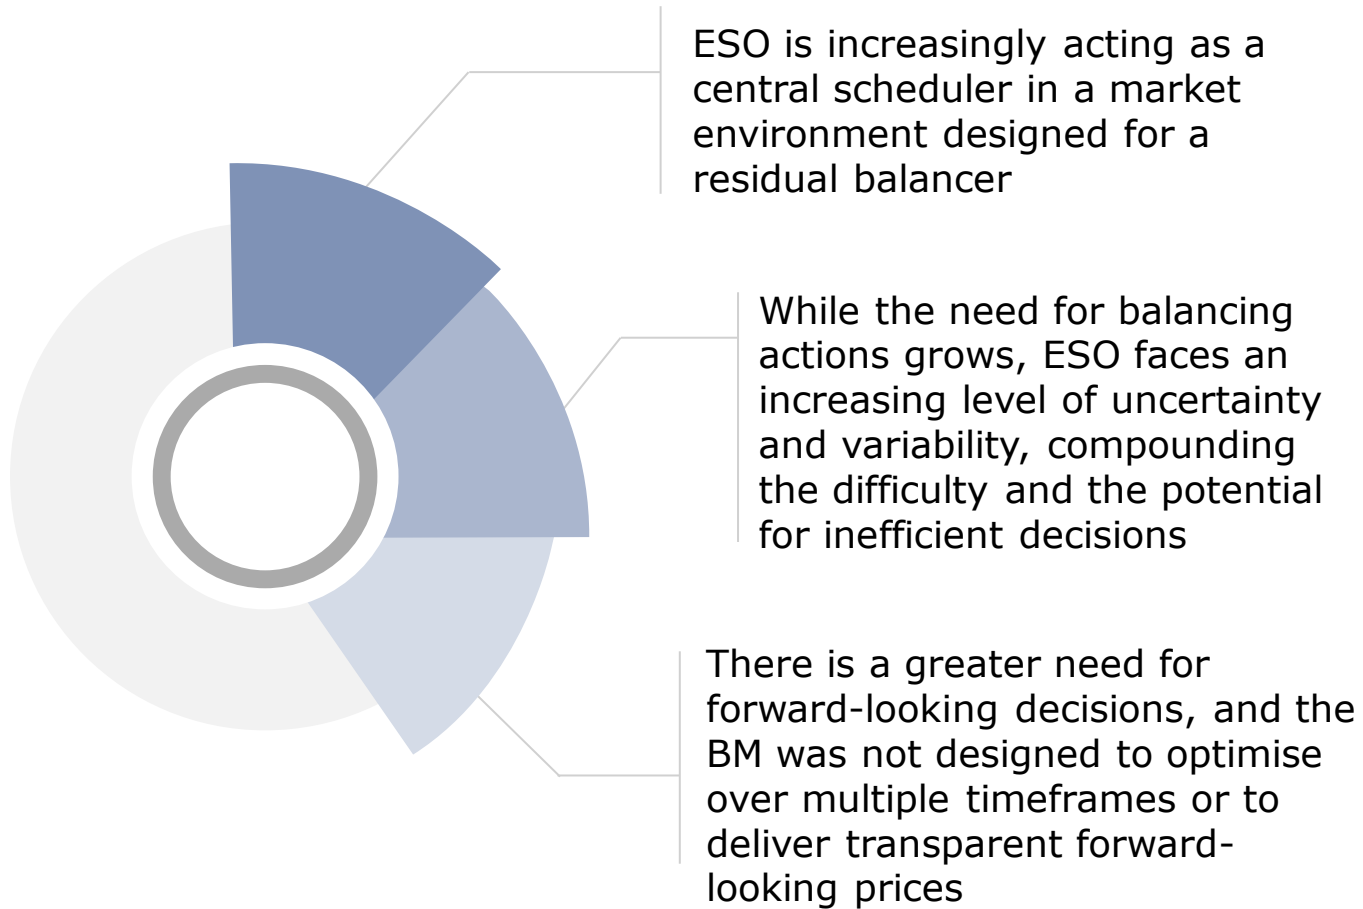 ESO is increasingly acting as a
central scheduler in a market
environment designed for a
residual balancer
While the need for balancing
actions grows, ESO faces an
increasing level of uncertainty
and variability, compounding
the difficulty and the potential
for inefficient decisions
There is a greater need for
forward-looking decisions, and the
BM was not designed to optimise
over multiple timeframes or to
deliver transparent forward-
looking prices